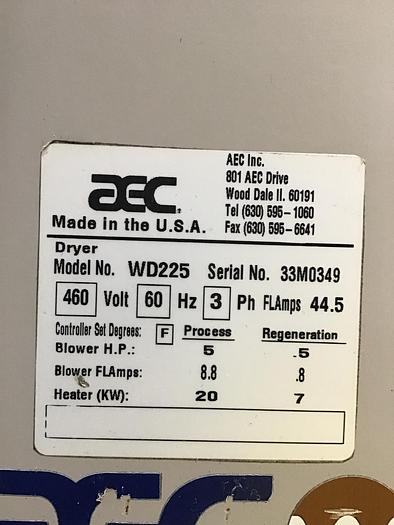 AEC Inc.
801 AEC Drive
Wood Dale Il. 60191
Tel (630) 595-1060
Fax (630) 595-6641
AEC
Made in the U.S.A.
Dryer
Model No. WD225 Serial No. 33M0349
460 Volt 60 Hz 3 Ph FLAmps 44.5
Controller Set Degrees: F Process Regeneration
Blower H.P.: 5 .5
Blower FLAmps: 8.8 .8
Heater (KW): 20 7
AEC